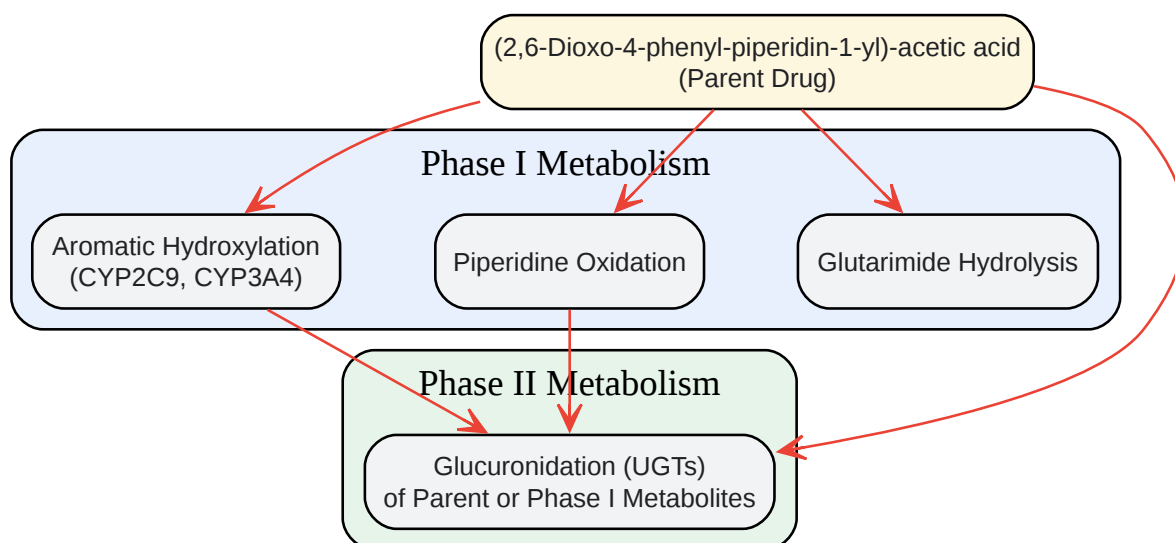 (2,6-Dioxo-4-phenyl-piperidin-1-yl)-acetic acid
(Parent Drug)
Phase I Metabolism
Aromatic Hydroxylation
(CYP2C9, CYP3A4)
Piperidine Oxidation
Glutarimide Hydrolysis
Phase II Metabolism
Glucuronidation (UGTs)
of Parent or Phase I Metabolites